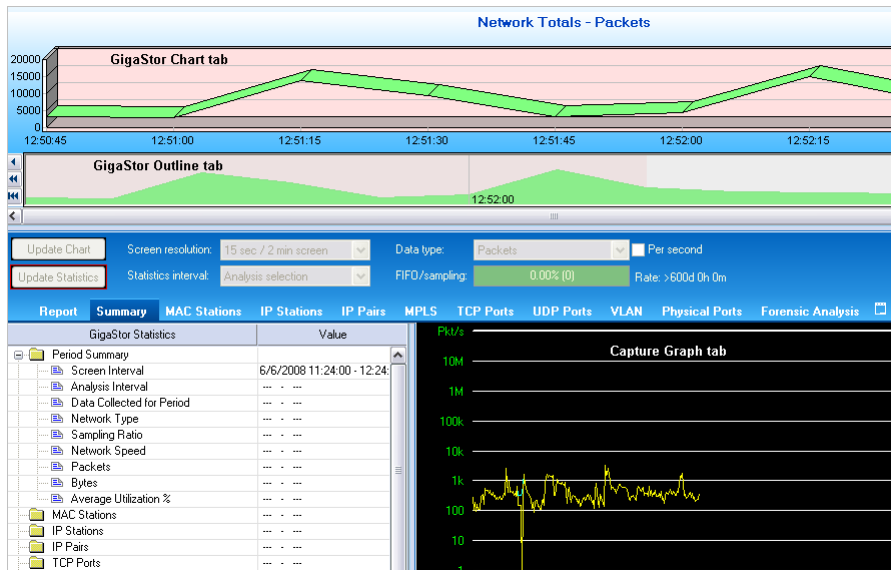 Network Totals - Packets
GigaStor Chart tab
20000
15000
10000
5000
0
12:50:45 12:51:00 12:51:15 12:51:30 12:51:45 12:52:00 12:52:15
GigaStor Outline tab
12:52:00
Update Chart Screen resolution: 15 sec / 2 min screen Data type: Packets Per second
Update Statistics Statistics interval: Analysis selection FIFO/sampling: 0.00% (0) Rate: >600d 0h 0m
Report Summary MAC Stations IP Stations IP Pairs MPLS TCP Ports UDP Ports VLAN Physical Ports Forensic Analysis
GigaStor Statistics Value
Period Summary
Screen Interval 6/6/2008 11:24:00 - 12:24:
Analysis Interval --- - ---
Data Collected for Period --- - ---
Network Type --- - ---
Sampling Ratio --- - ---
Network Speed --- - ---
Packets --- - ---
Bytes --- - ---
Average Utilization % --- - ---
MAC Stations --- - ---
IP Stations --- - ---
IP Pairs --- - ---
TCP Ports --- - ---
Pkt/s
Capture Graph tab
10M
1M
100k
10k
1k
100
10
1